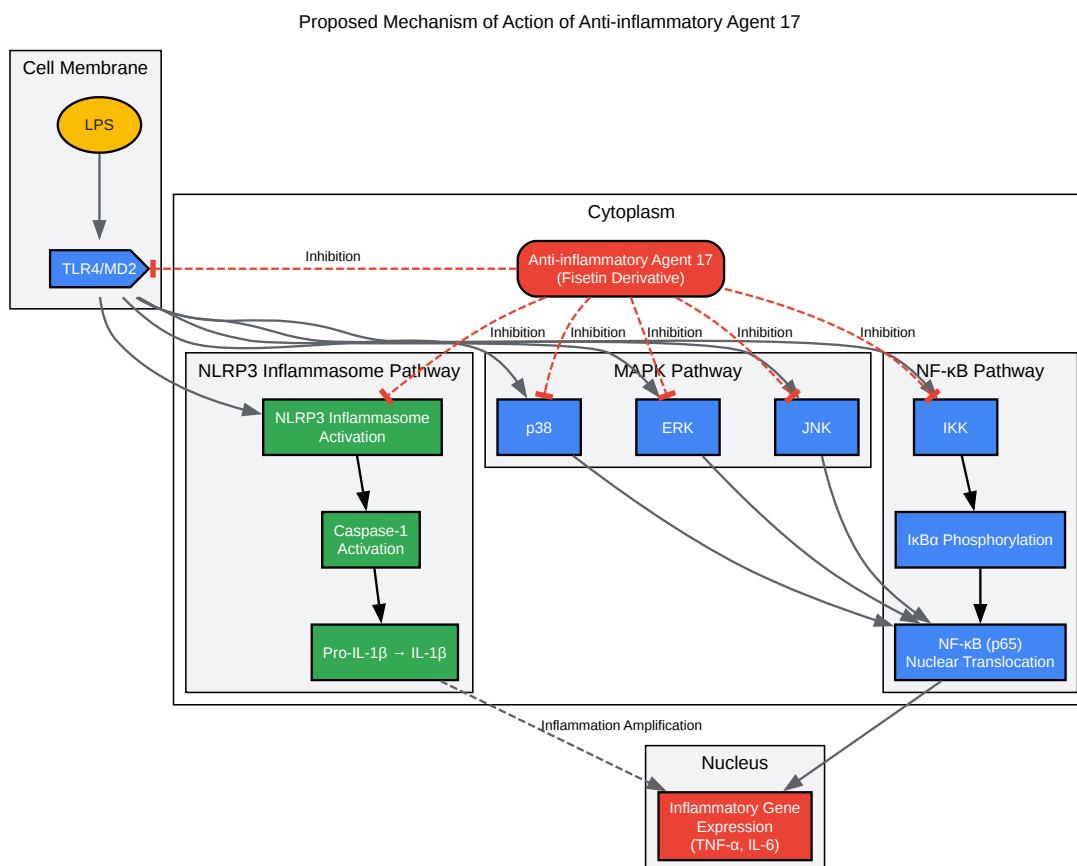 Proposed Mechanism of Action of Anti-inflammatory Agent 17
Cell Membrane
LPS
TLR4/MD2
Cytoplasm
Inhibition
Anti-inflammatory Agent 17
(Fisetin Derivative)
Inhibition
Inhibition
Inhibition
Inhibition
Inhibition
NLRP3 Inflammasome Pathway
NLRP3 Inflammasome
Activation
Caspase-1
Activation
Pro-IL-1β → IL-1β
MAPK Pathway
p38
ERK
JNK
NF-κB Pathway
IKK
IκBα Phosphorylation
NF-κB (p65)
Nuclear Translocation
Inflammation Amplification
Nucleus
Inflammatory Gene
Expression
(TNF-α, IL-6)